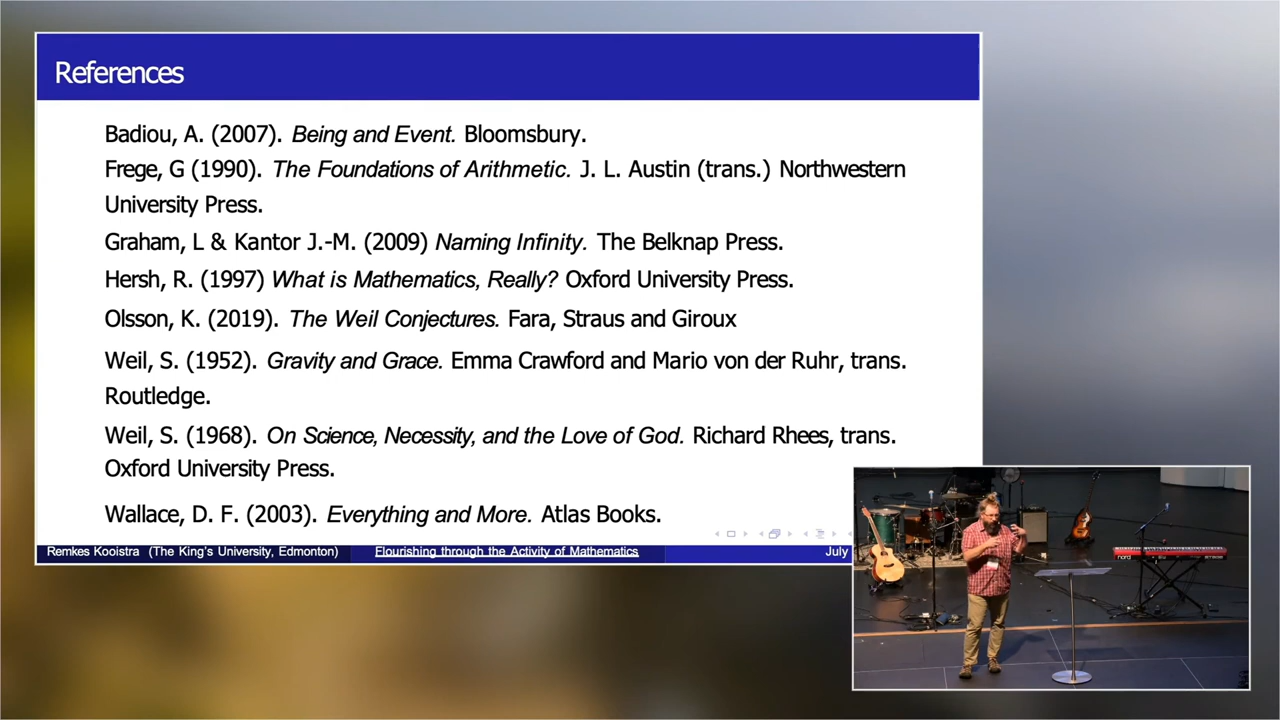 References
Badiou, A. (2007). Being and Event. Bloomsbury.
Frege, G (1990). The Foundations of Arithmetic. J. L. Austin (trans.) Northwestern
University Press.
Graham, L & Kantor J.-M. (2009) Naming Infinity. The Belknap Press.
Hersh, R. (1997) What is Mathematics, Really? Oxford University Press.
Olsson, K. (2019). The Weil Conjectures. Fara, Straus and Giroux
Weil, S. (1952). Gravity and Grace. Emma Crawford and Mario von der Ruhr, trans.
Routledge.
Weil, S. (1968). On Science, Necessity, and the Love of God. Richard Rhees, trans.
Oxford University Press.
Wallace, D. F. (2003). Everything and More. Atlas Books.
Remkes Kooistra (The King's University, Edmonton) Flourishing through the Activity of Mathematics July
nord